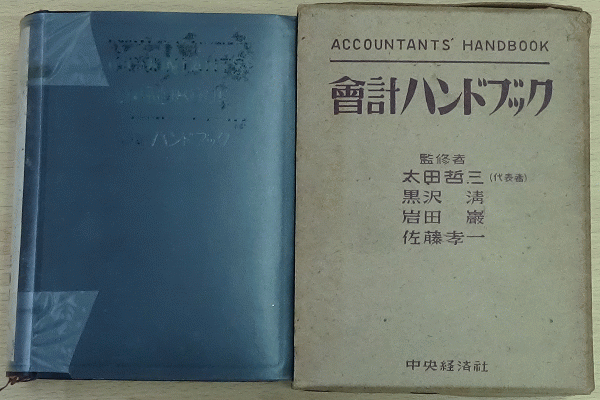 ハンドブック
ACCOUNTANTS' HANDBOOK
會計ハンドブック
監修者
太田哲三(代表者)
黒沢 清
岩田 巖
佐藤孝一
中央経済社